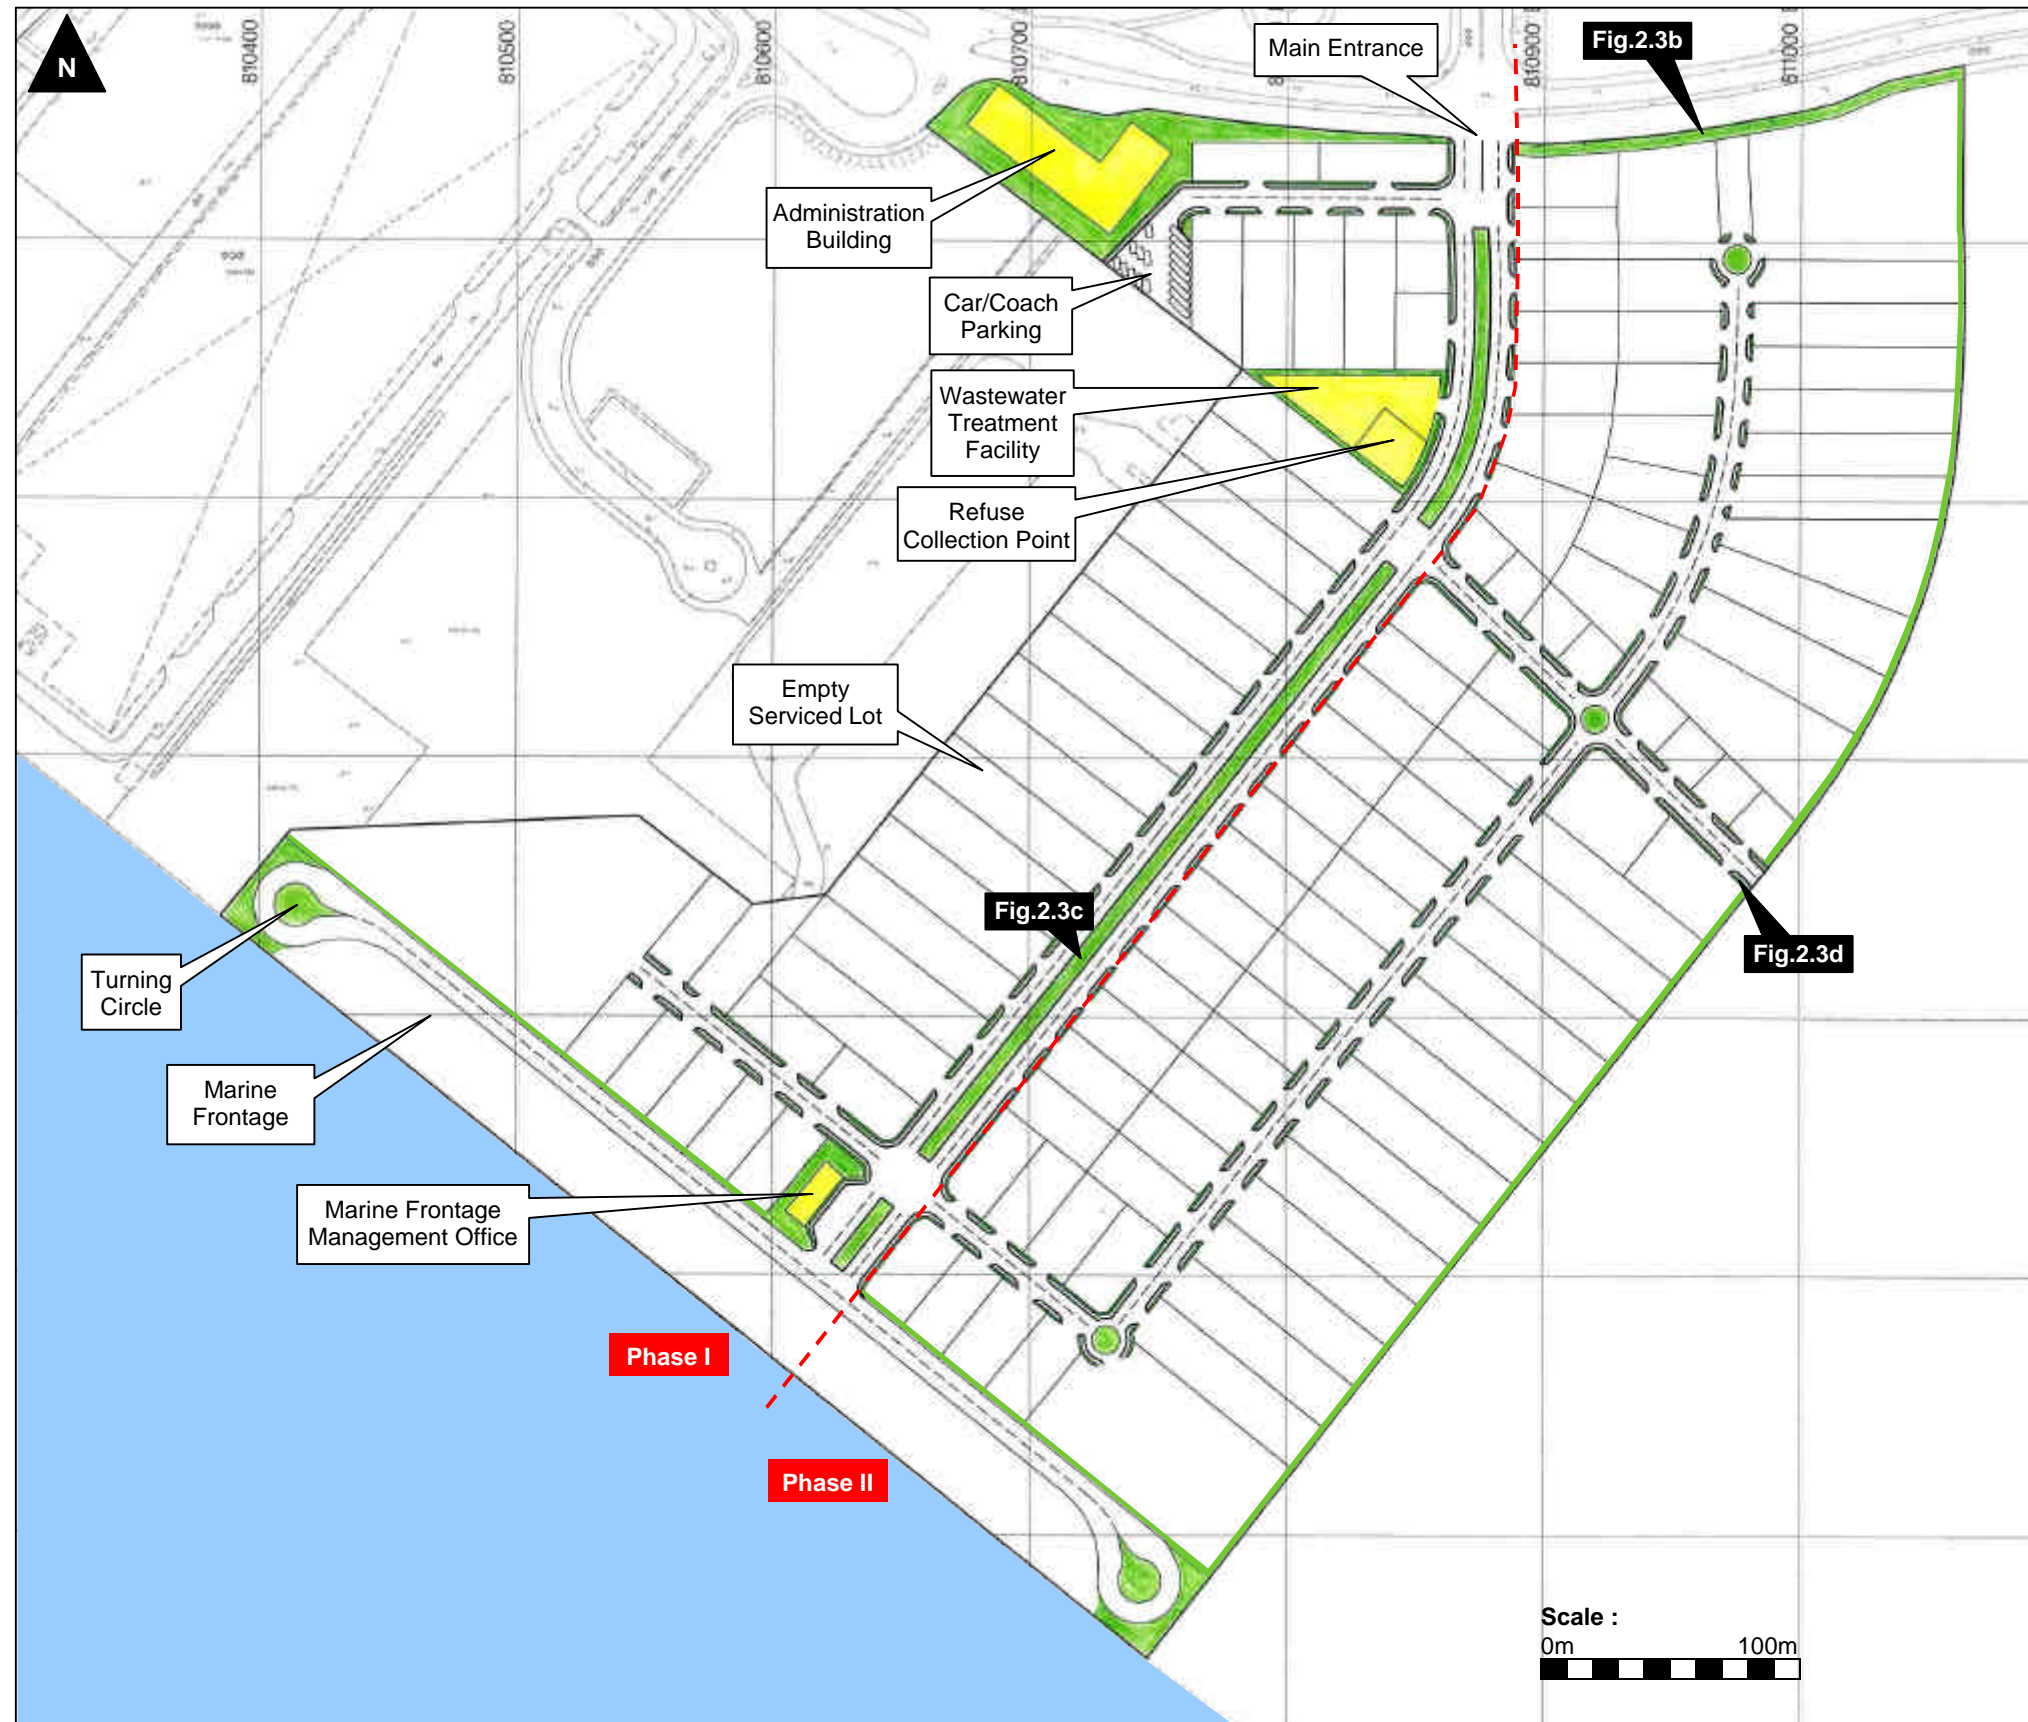 N
810400
810500
810600
810700
Main Entrance
810900
Fig.2.3b
811000
Administration
Building
Car/Coach
Parking
Wastewater
Treatment
Facility
Refuse
Collection Point
Empty
Serviced Lot
Fig.2.3c
Fig.2.3d
Turning
Circle
Marine
Frontage
Marine Frontage
Management Office
Phase I
Phase II
Scale :
0m 100m